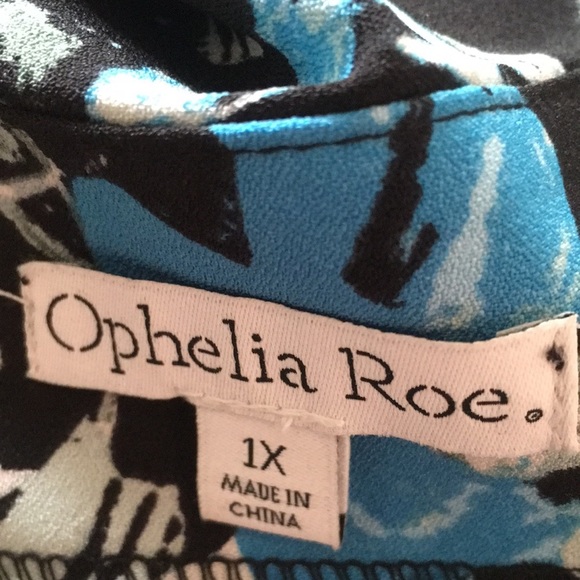 Ophelia Roe.
1X
MADE IN
CHINA